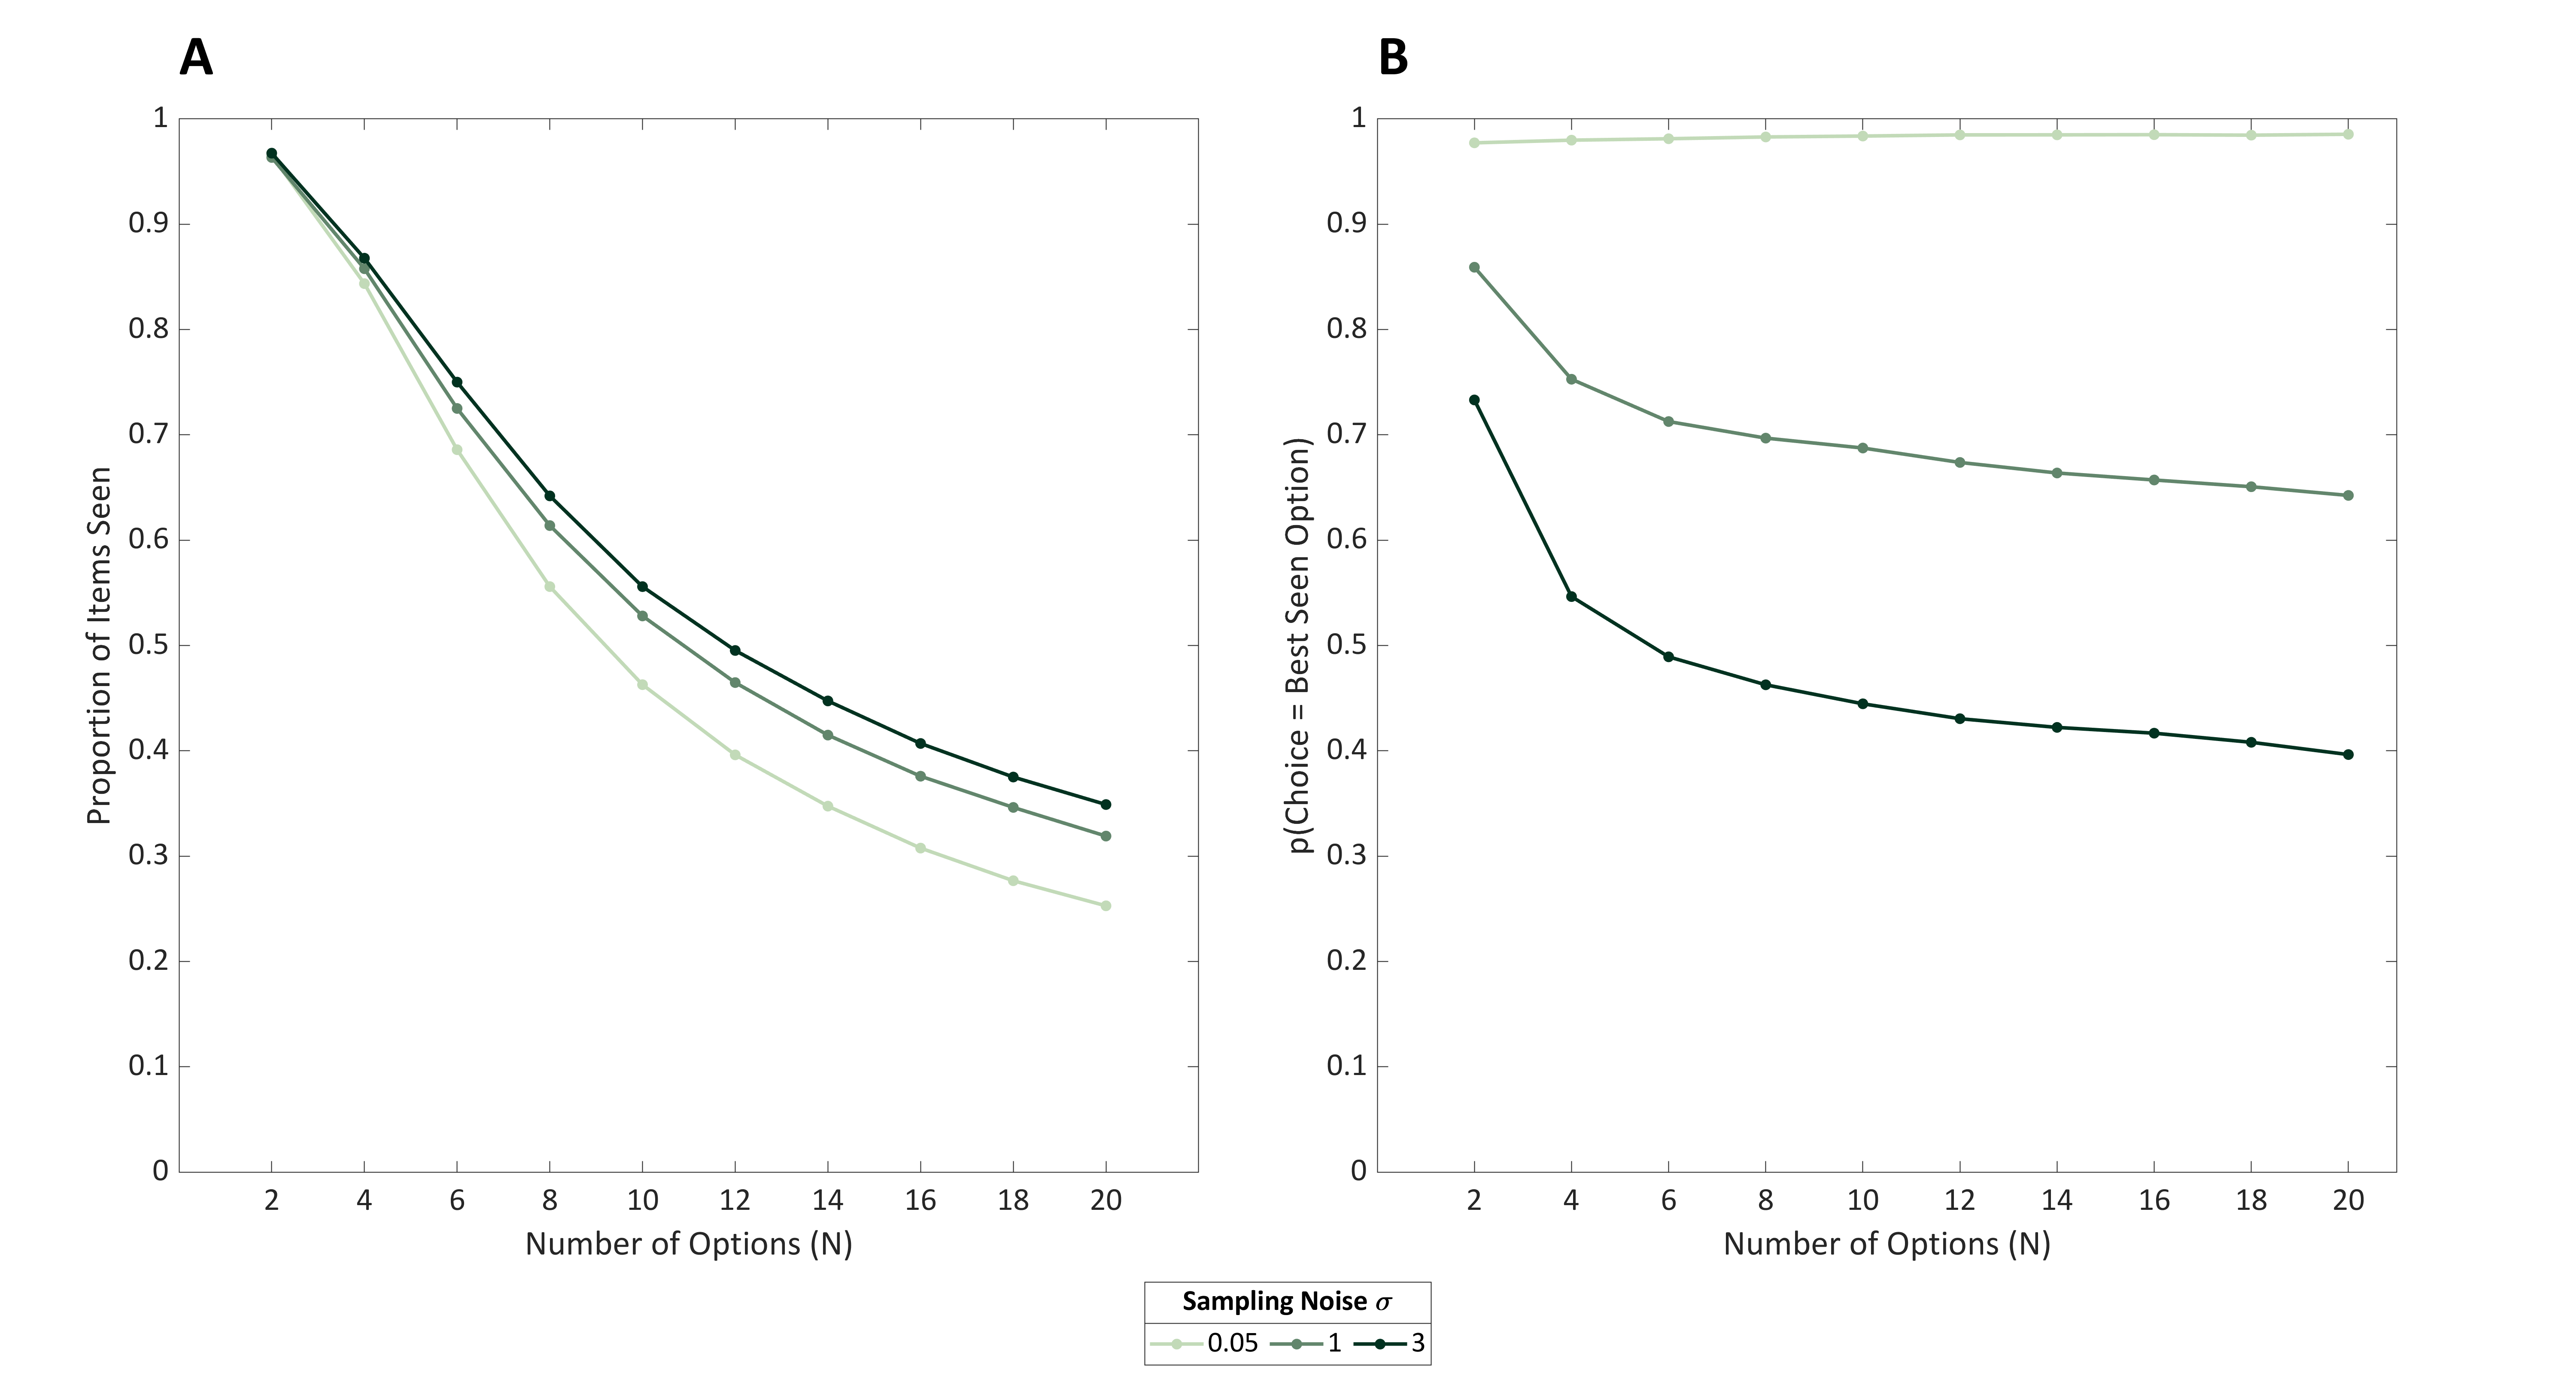 A
1
0.9
0.8
0.7
0.6
0.5
0.4
0.3
0.2
0.1
0
Proportion of Items Seen
2 4 6 8 10 12 14 16 18 20
Number of Options (N)
B
1
0.9
0.8
0.7
0.6
0.5
0.4
0.3
0.2
0.1
0
p(Choice = Best Seen Option)
2 4 6 8 10 12 14 16 18 20
Number of Options (N)
Sampling Noise σ
0.05 1 3